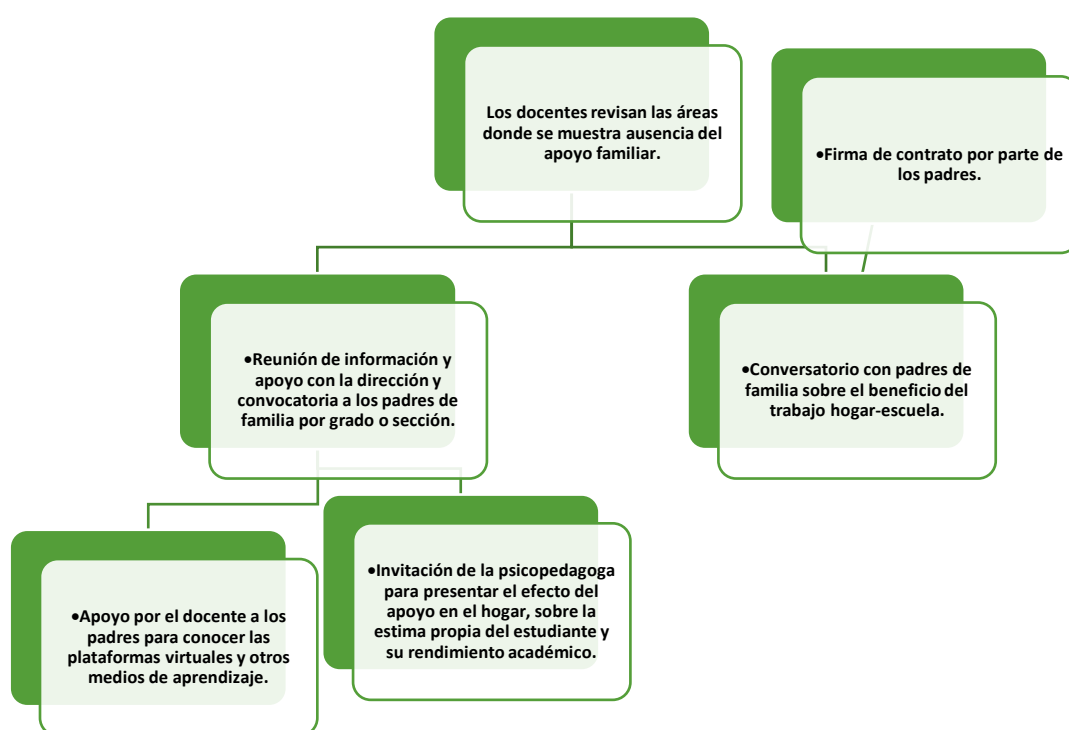 Los docentes revisan las áreas
donde se muestra ausencia del
apoyo familiar.
•Firma de contrato por parte de
los padres.
•Reunión de información y
apoyo con la dirección y
convocatoria a los padres de
familia por grado o sección.
•Conversatorio con padres de
familia sobre el beneficio del
trabajo hogar-escuela.
•Apoyo por el docente a los
padres para conocer las
plataformas virtuales y otros
medios de aprendizaje.
•Invitación de la psicopedagoga
para presentar el efecto del
apoyo en el hogar, sobre la
estima propia del estudiante y
su rendimiento académico.